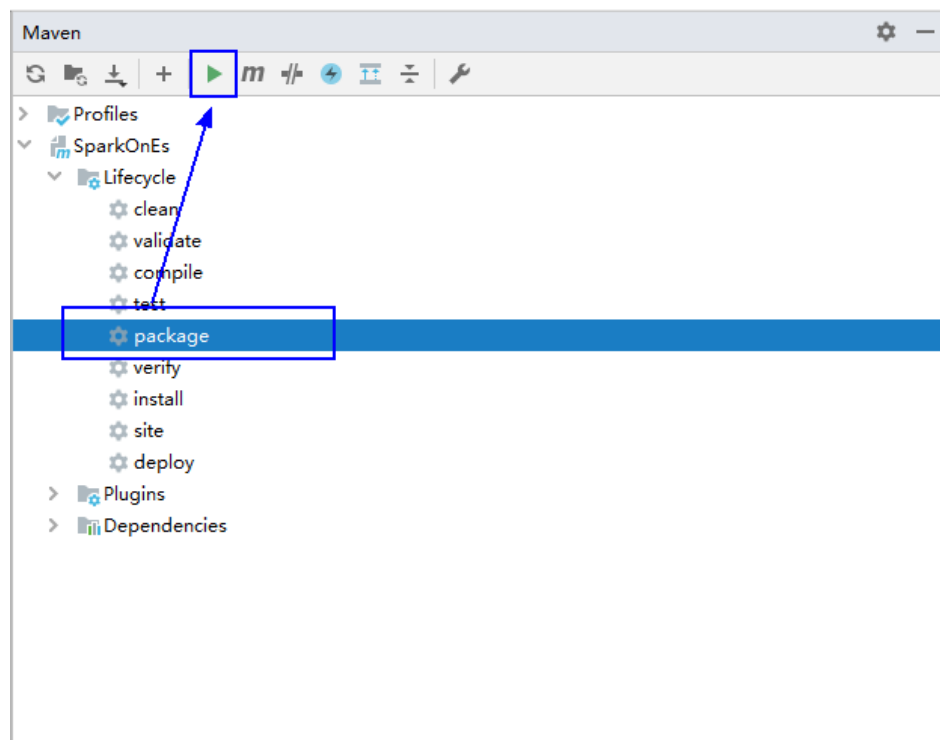 Maven
m
Profiles
SparkOnEs
Lifecycle
clean
validate
compile
test
package
verify
install
site
deploy
Plugins
Dependencies